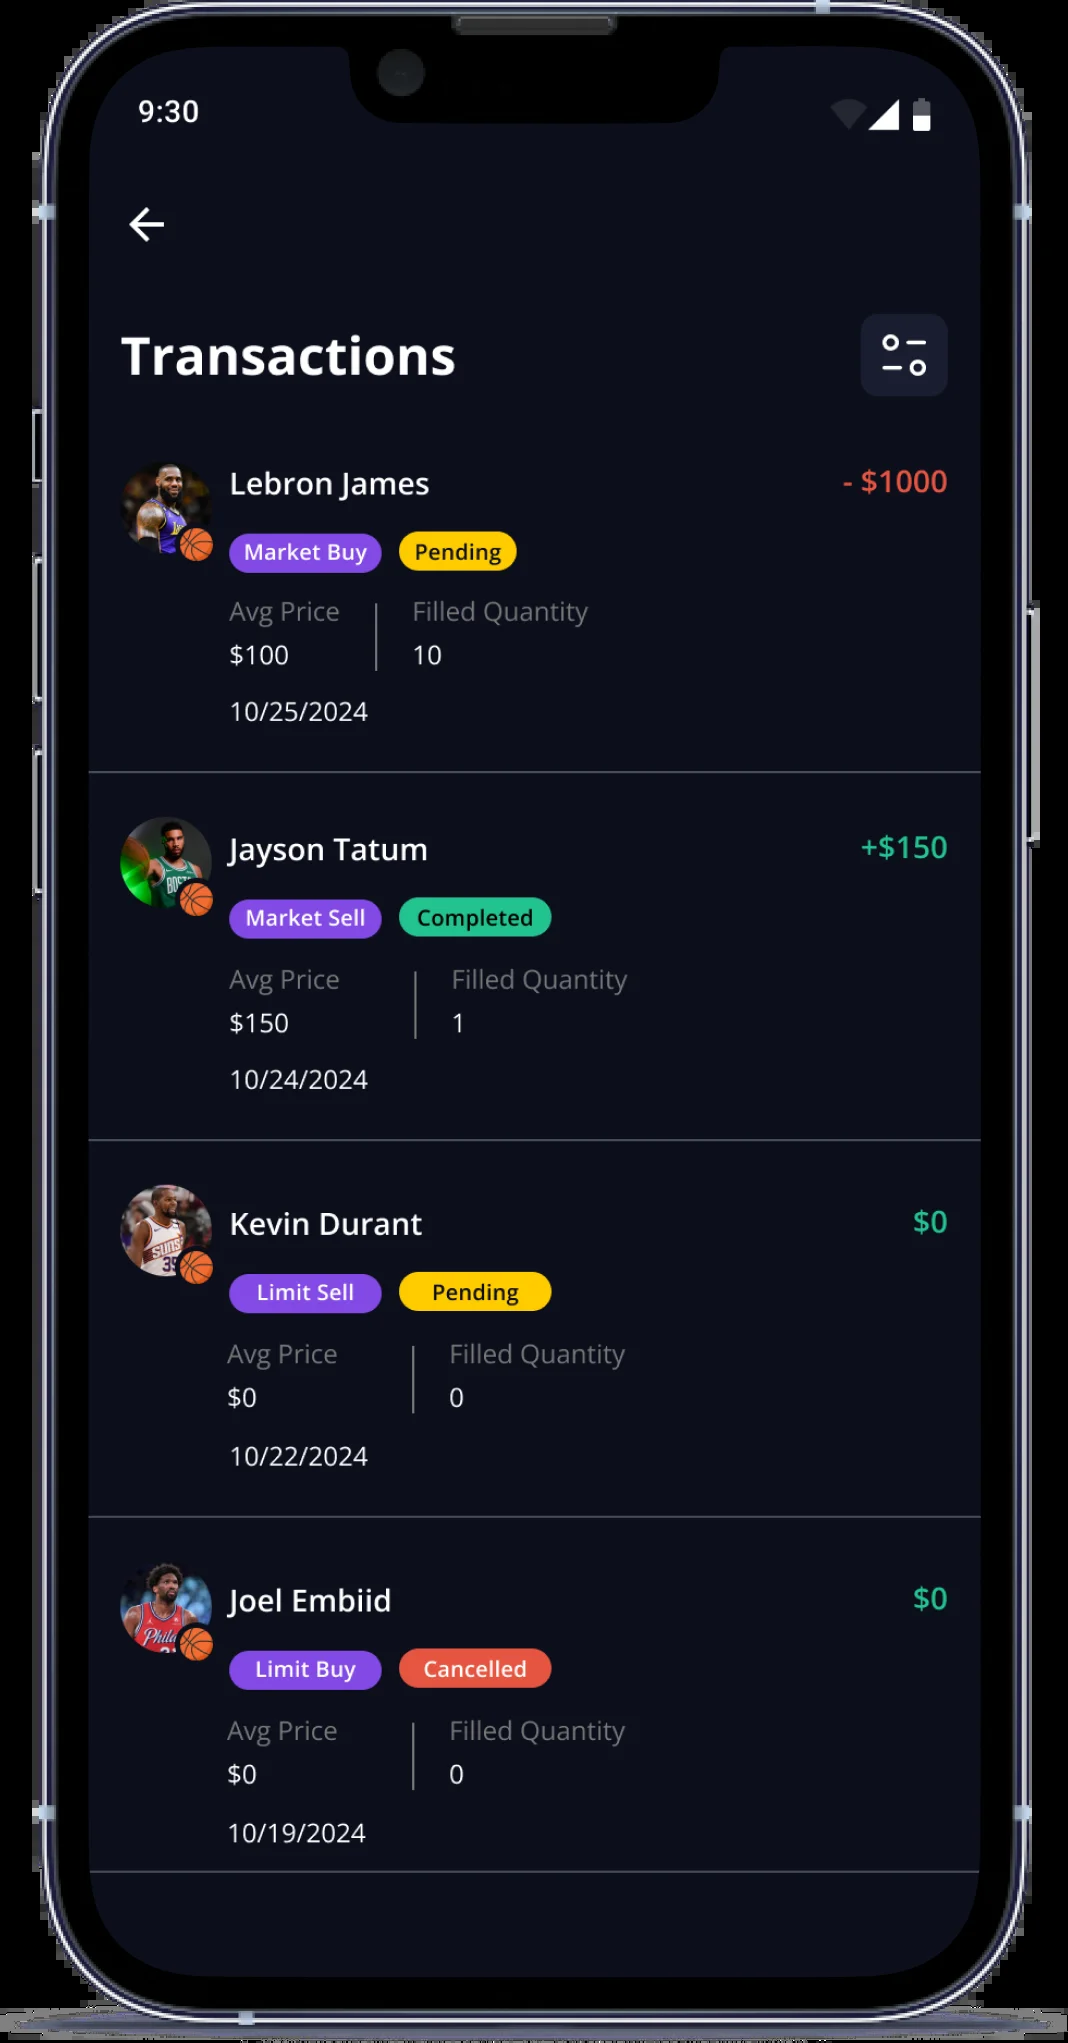 9:30
Transactions
Lebron James
- $1000
Market Buy Pending
Avg Price Filled Quantity
$100 10
10/25/2024
Jayson Tatum
+$150
Market Sell Completed
Avg Price Filled Quantity
$150 1
10/24/2024
Kevin Durant
$0
Limit Sell Pending
Avg Price Filled Quantity
$0 0
10/22/2024
Joel Embiid
$0
Limit Buy Cancelled
Avg Price Filled Quantity
$0 0
10/19/2024